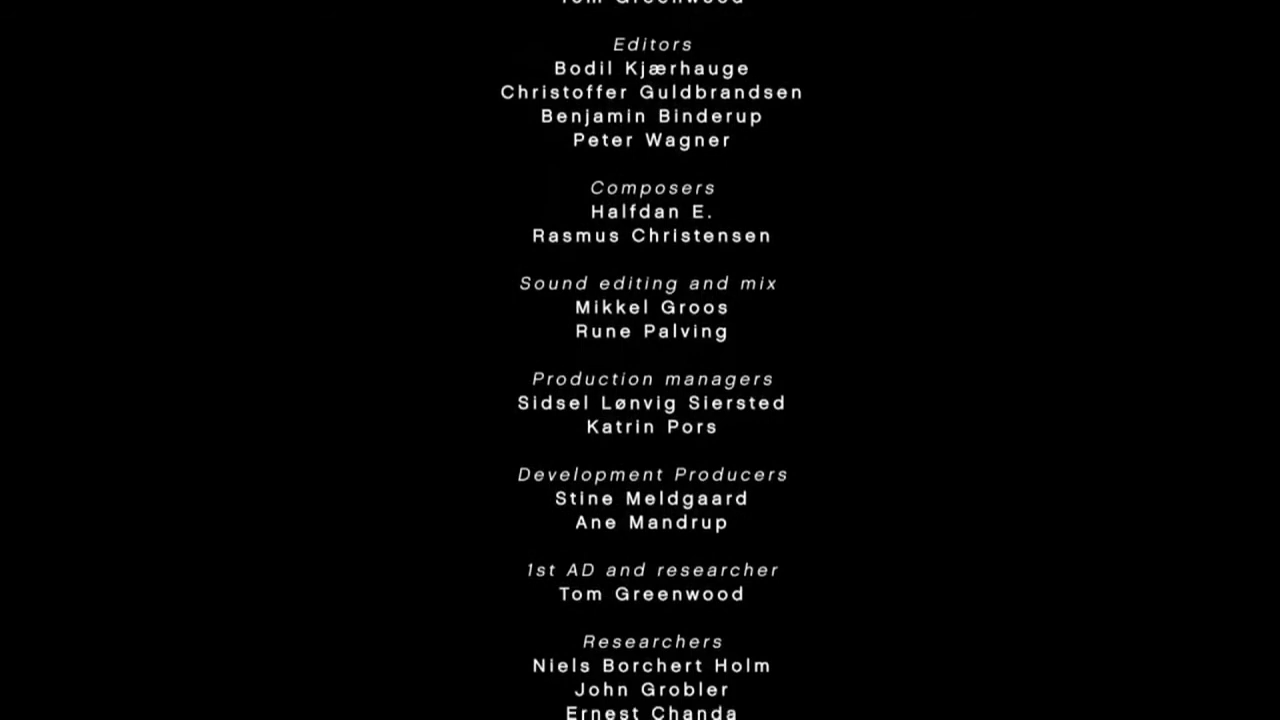 Tom Greenwood
Editors
Bodil Kjærhauge
Christoffer Guldbrandsen
Benjamin Binderup
Peter Wagner
Composers
Halfdan E.
Rasmus Christensen
Sound editing and mix
Mikkel Groos
Rune Palving
Production managers
Sidsel Lønvig Siersted
Katrin Pors
Development Producers
Stine Meldgaard
Ane Mandrup
1st AD and researcher
Tom Greenwood
Researchers
Niels Borchert Holm
John Grobler
Ernest Chanda